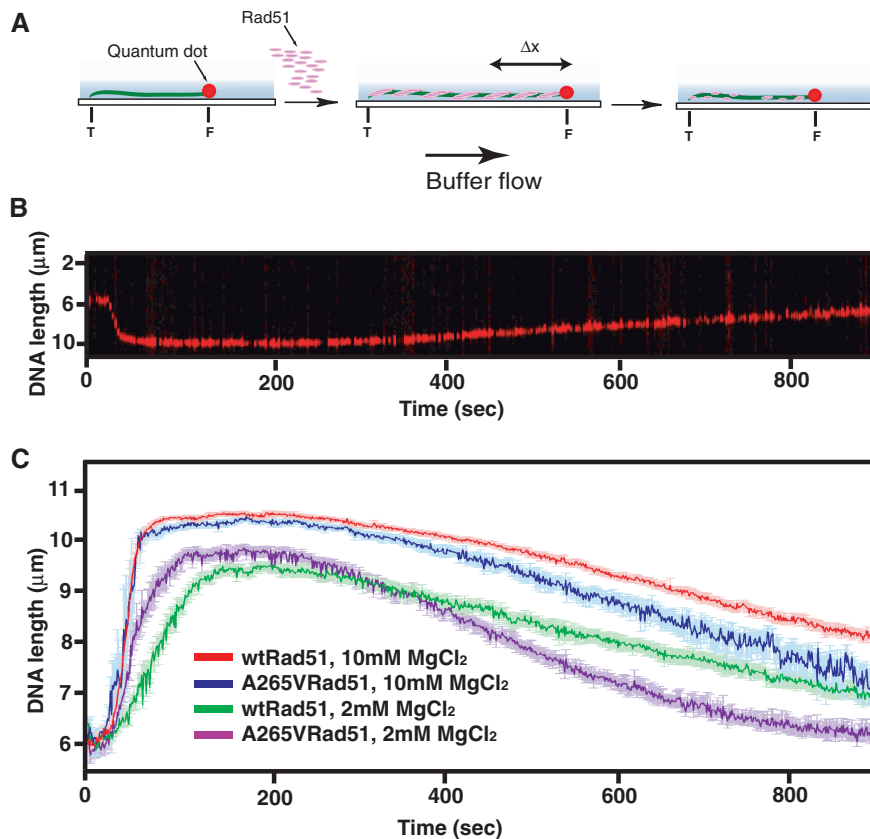 A
Rad51
Quantum dot
Δx
T
F
T
F
T
F
Buffer flow
B
DNA length (μm)
2
6
10
0
200
400
600
800
Time (sec)
C
DNA length (μm)
11
10
9
8
7
6
wtRad51, 10mM MgCl₂
A265VRad51, 10mM MgCl₂
wtRad51, 2mM MgCl₂
A265VRad51, 2mM MgCl₂
0
200
400
600
800
Time (sec)